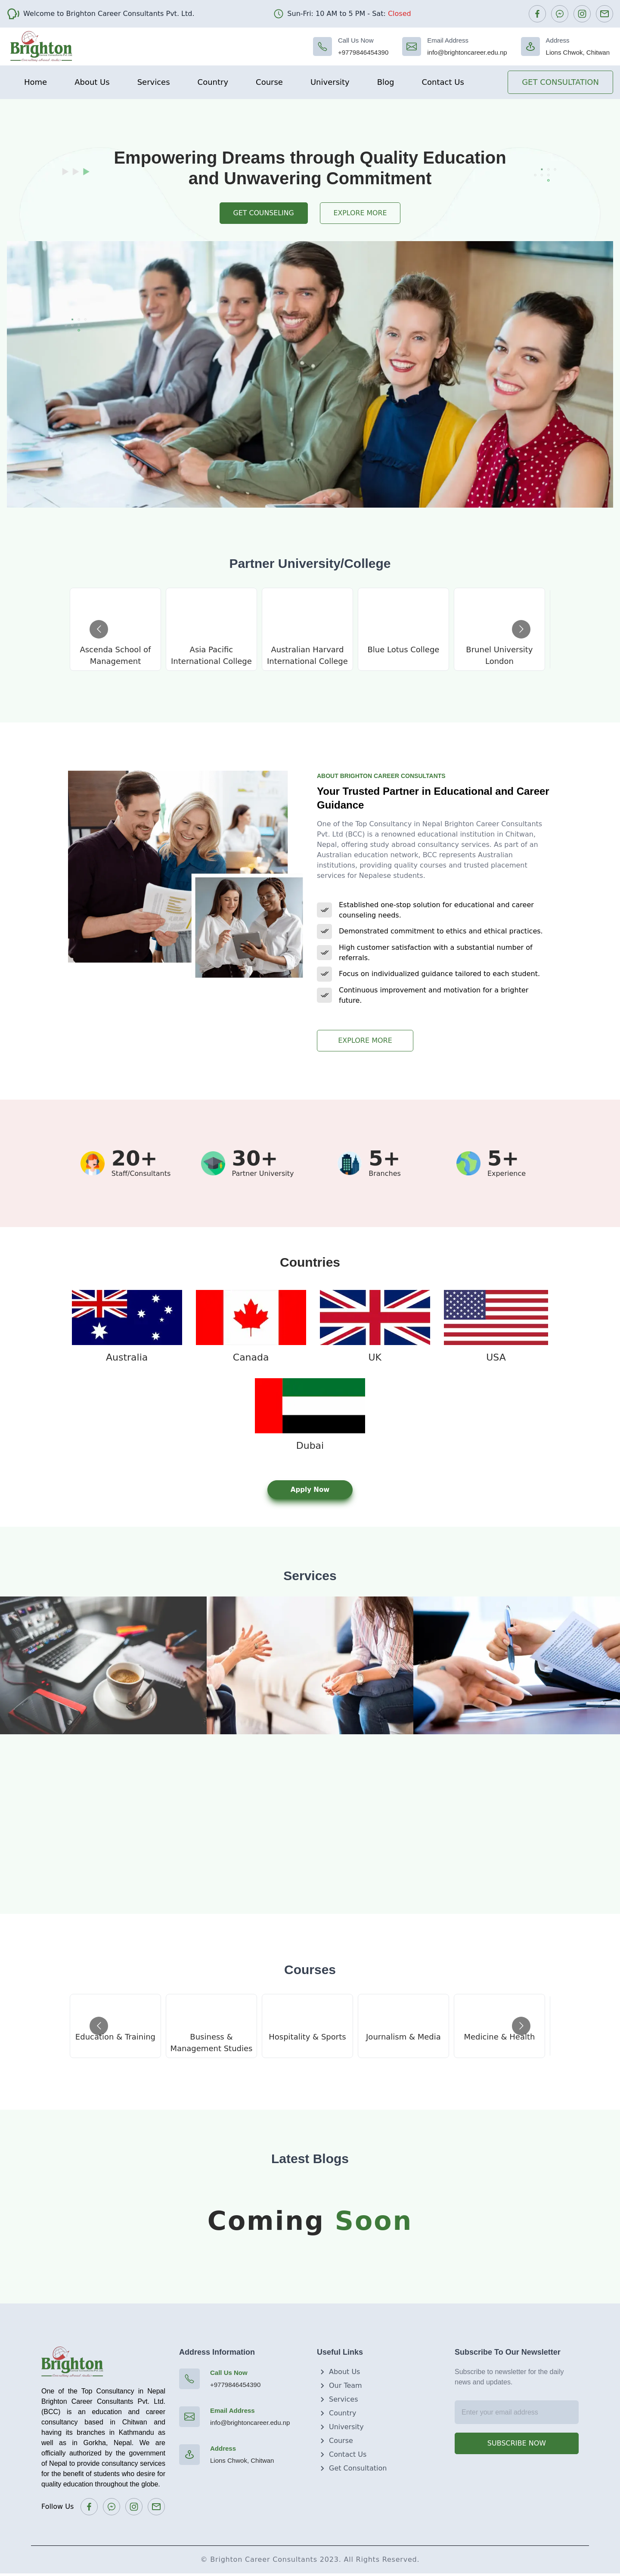 Welcome to Brighton Career Consultants Pvt. Ltd.
Sun-Fri: 10 AM to 5 PM - Sat: Closed
Brighton
Call Us Now
+9779846454390
Email Address
info@brightoncareer.edu.np
Address
Lions Chwok, Chitwan
Home
About Us
Services
Country
Course
University
Blog
Contact Us
GET CONSULTATION
Empowering Dreams through Quality Education
and Unwavering Commitment
GET COUNSELING
EXPLORE MORE
Partner University/College
Ascenda School of
Management
Asia Pacific
International College
Australian Harvard
International College
Blue Lotus College
Brunel University
London
ABOUT BRIGHTON CAREER CONSULTANTS
Your Trusted Partner in Educational and Career
Guidance
One of the Top Consultancy in Nepal Brighton Career Consultants
Pvt. Ltd (BCC) is a renowned educational institution in Chitwan,
Nepal, offering study abroad consultancy services. As part of an
Australian education network, BCC represents Australian
institutions, providing quality courses and trusted placement
services for Nepalese students.
Established one-stop solution for educational and career
counseling needs.
Demonstrated commitment to ethics and ethical practices.
High customer satisfaction with a substantial number of
referrals.
Focus on individualized guidance tailored to each student.
Continuous improvement and motivation for a brighter
future.
EXPLORE MORE
20+
Staff/Consultants
30+
Partner University
5+
Branches
5+
Experience
Countries
Australia
Canada
UK
USA
Dubai
Apply Now
Services
Courses
Education & Training
Business &
Management Studies
Hospitality & Sports
Journalism & Media
Medicine & Health
Latest Blogs
Coming Soon
Brighton
One of the Top Consultancy in Nepal
Brighton Career Consultants Pvt. Ltd.
(BCC) is an education and career
consultancy based in Chitwan and
having its branches in Kathmandu as
well as in Gorkha, Nepal. We are
officially authorized by the government
of Nepal to provide consultancy services
for the benefit of students who desire for
quality education throughout the globe.
Follow Us
Address Information
Call Us Now
+9779846454390
Email Address
info@brightoncareer.edu.np
Address
Lions Chwok, Chitwan
Useful Links
About Us
Our Team
Services
Country
University
Course
Contact Us
Get Consultation
Subscribe To Our Newsletter
Subscribe to newsletter for the daily
news and updates.
Enter your email address
SUBSCRIBE NOW
© Brighton Career Consultants 2023. All Rights Reserved.